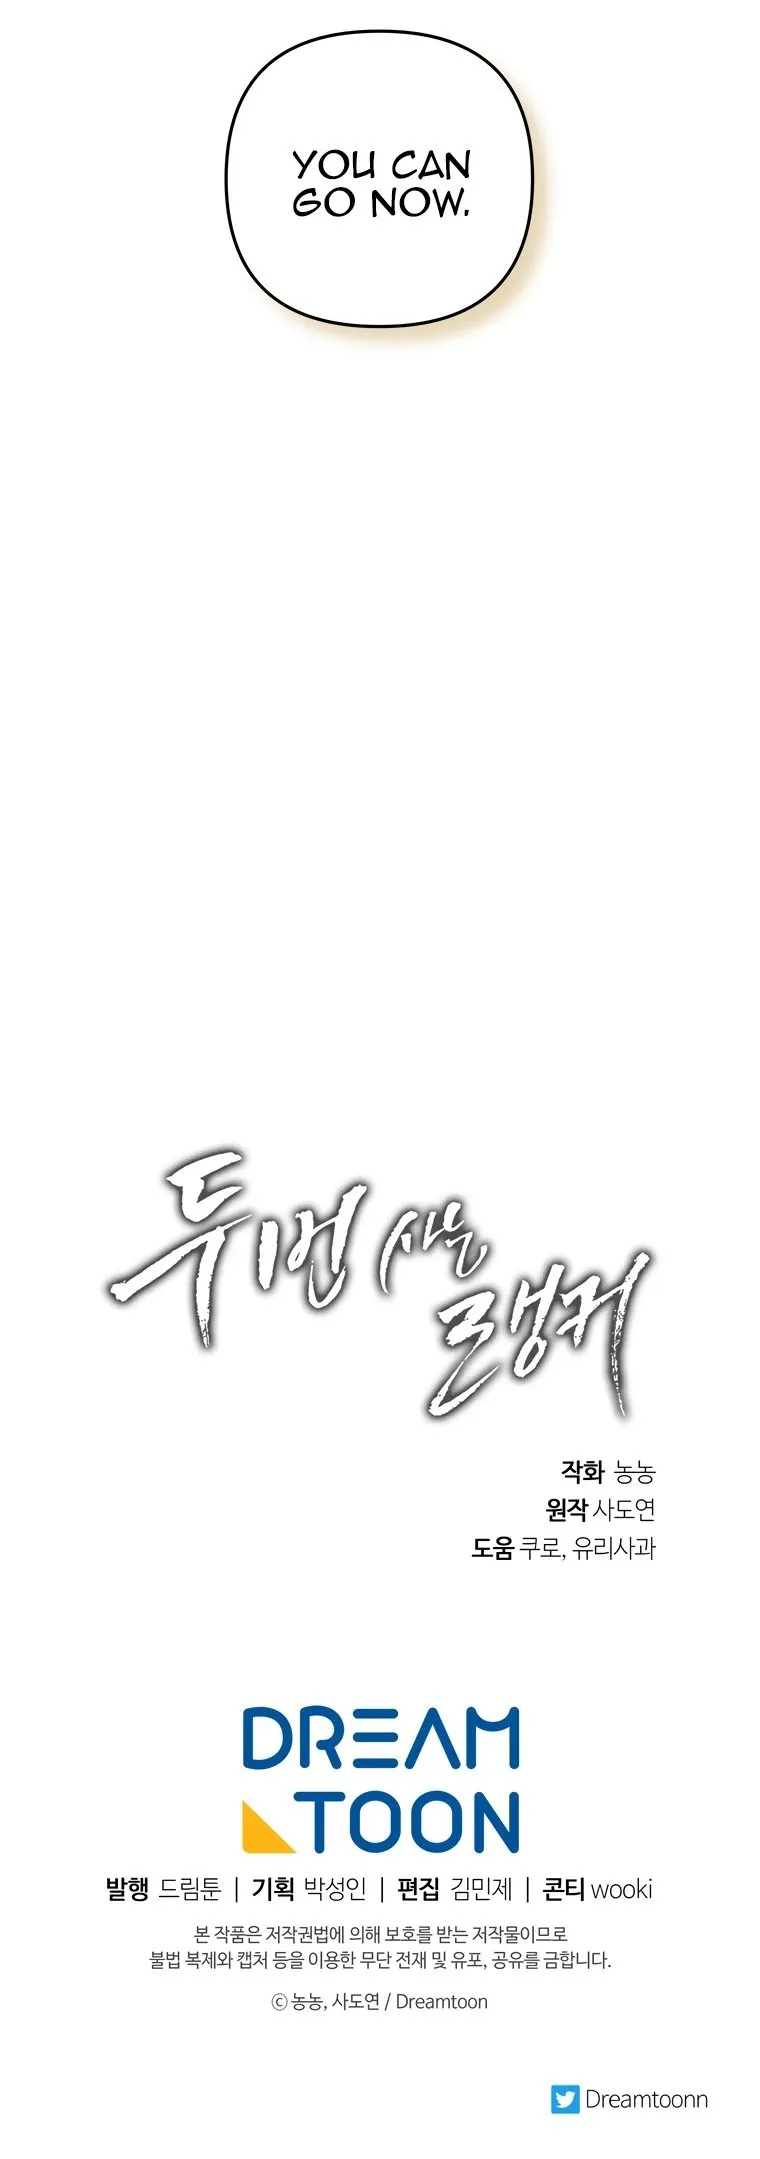 YOU CAN
GO NOW.
두 번 사는
랭커
작화 농농
원작 사도연
도움 쿠로, 유리사과
DREAM
TOON
발행 드림툰 | 기획 박성인 | 편집 김민제 | 콘티 wooki
본 작품은 저작권법에 의해 보호를 받는 저작물이므로
불법 복제와 캡처 등을 이용한 무단 전재 및 유포, 공유를 금합니다.
ⓒ 농농, 사도연 / Dreamtoon
Dreamtoonn